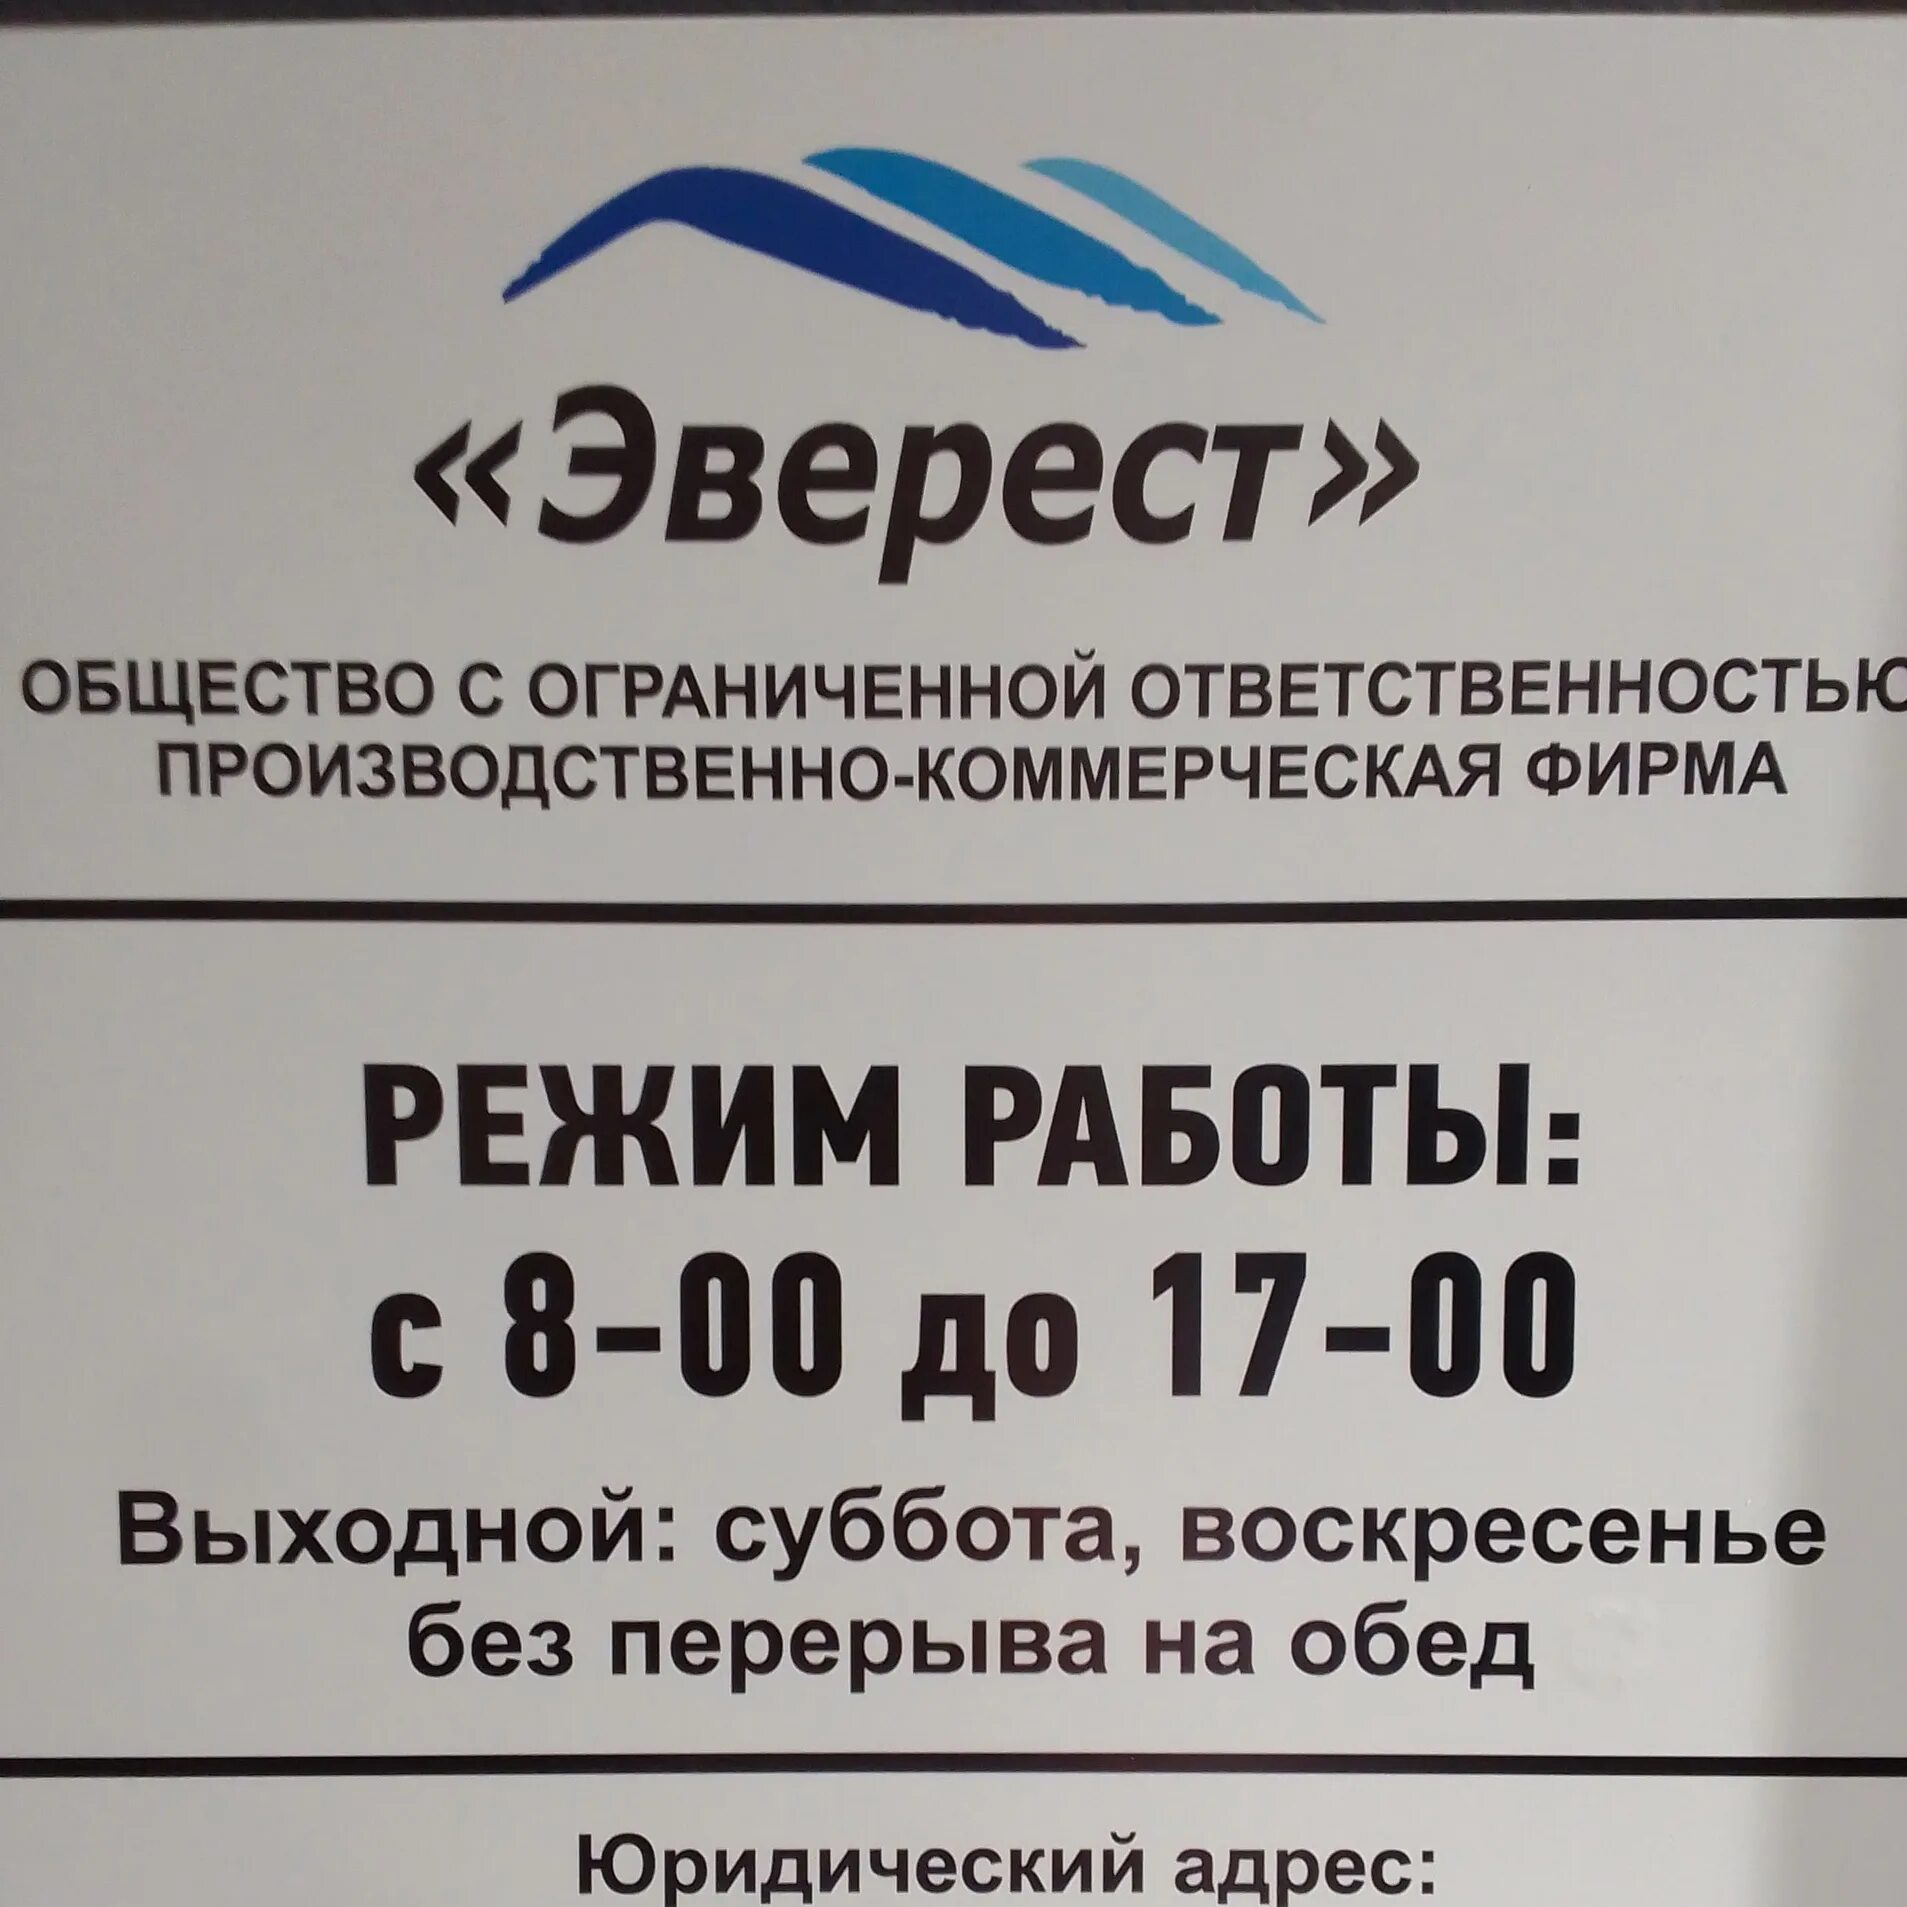 «Эверест»
ОБЩЕСТВО С ОГРАНИЧЕННОЙ ОТВЕТСТВЕННОСТЬЮ
ПРОИЗВОДСТВЕННО-КОММЕРЧЕСКАЯ ФИРМА
РЕЖИМ РАБОТЫ:
с 8-00 до 17-00
Выходной: суббота, воскресенье
без перерыва на обед
Юридический адрес: